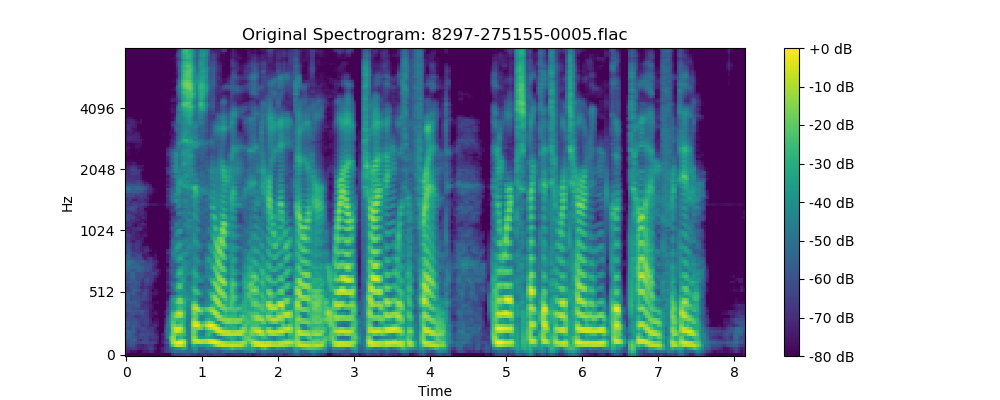 Original Spectrogram: 8297-275155-0005.flac
Hz
4096
2048
1024
512
0
0 1 2 3 4 5 6 7 8
Time
+0 dB
-10 dB
-20 dB
-30 dB
-40 dB
-50 dB
-60 dB
-70 dB
-80 dB